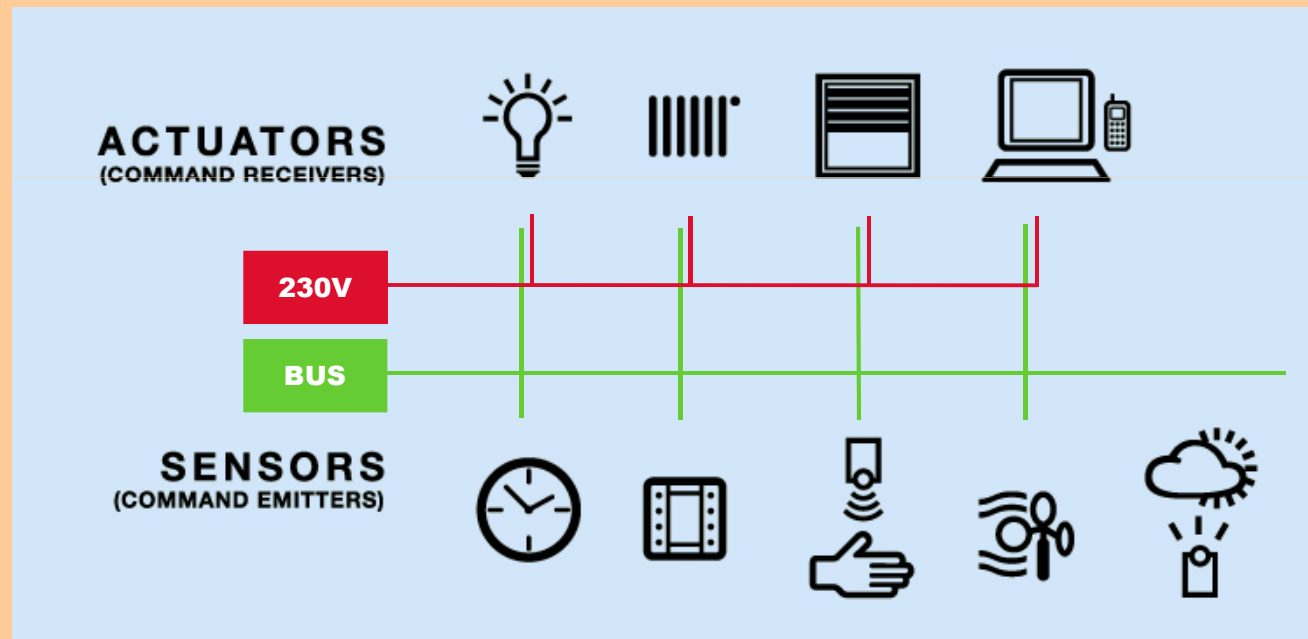 ACTUATORS
(COMMAND RECEIVERS)
230V
BUS
SENSORS
(COMMAND EMITTERS)